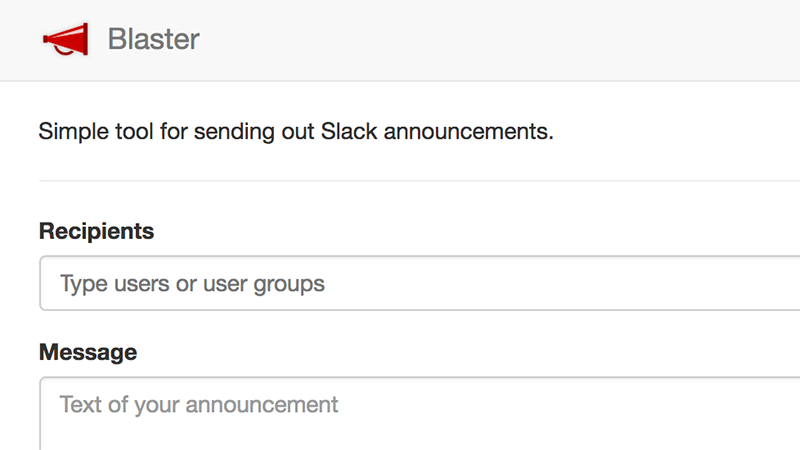 Blaster
Simple tool for sending out Slack announcements.
Recipients
Type users or user groups
Message
Text of your announcement